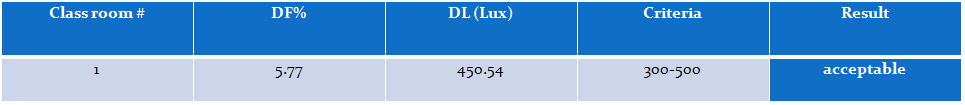 Class room # DF% DL (Lux) Criteria Result
1 5.77 450.54 300-500 acceptable